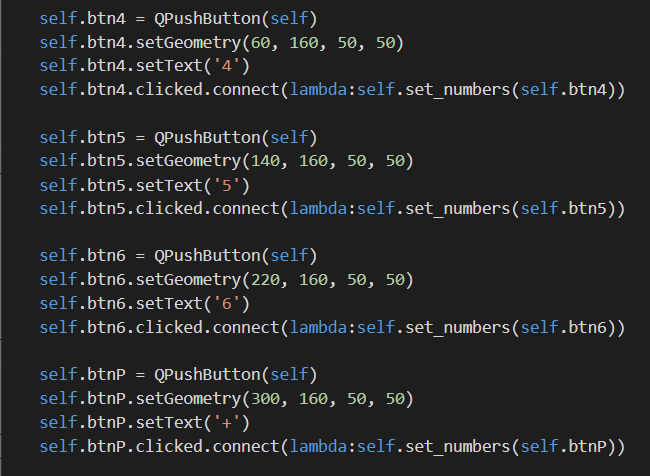 self.btn4 = QPushButton(self)
self.btn4.setGeometry(60, 160, 50, 50)
self.btn4.setText('4')
self.btn4.clicked.connect(lambda:self.set_numbers(self.btn4))
self.btn5 = QPushButton(self)
self.btn5.setGeometry(140, 160, 50, 50)
self.btn5.setText('5')
self.btn5.clicked.connect(lambda:self.set_numbers(self.btn5))
self.btn6 = QPushButton(self)
self.btn6.setGeometry(220, 160, 50, 50)
self.btn6.setText('6')
self.btn6.clicked.connect(lambda:self.set_numbers(self.btn6))
self.btnP = QPushButton(self)
self.btnP.setGeometry(300, 160, 50, 50)
self.btnP.setText('+')
self.btnP.clicked.connect(lambda:self.set_numbers(self.btnP))